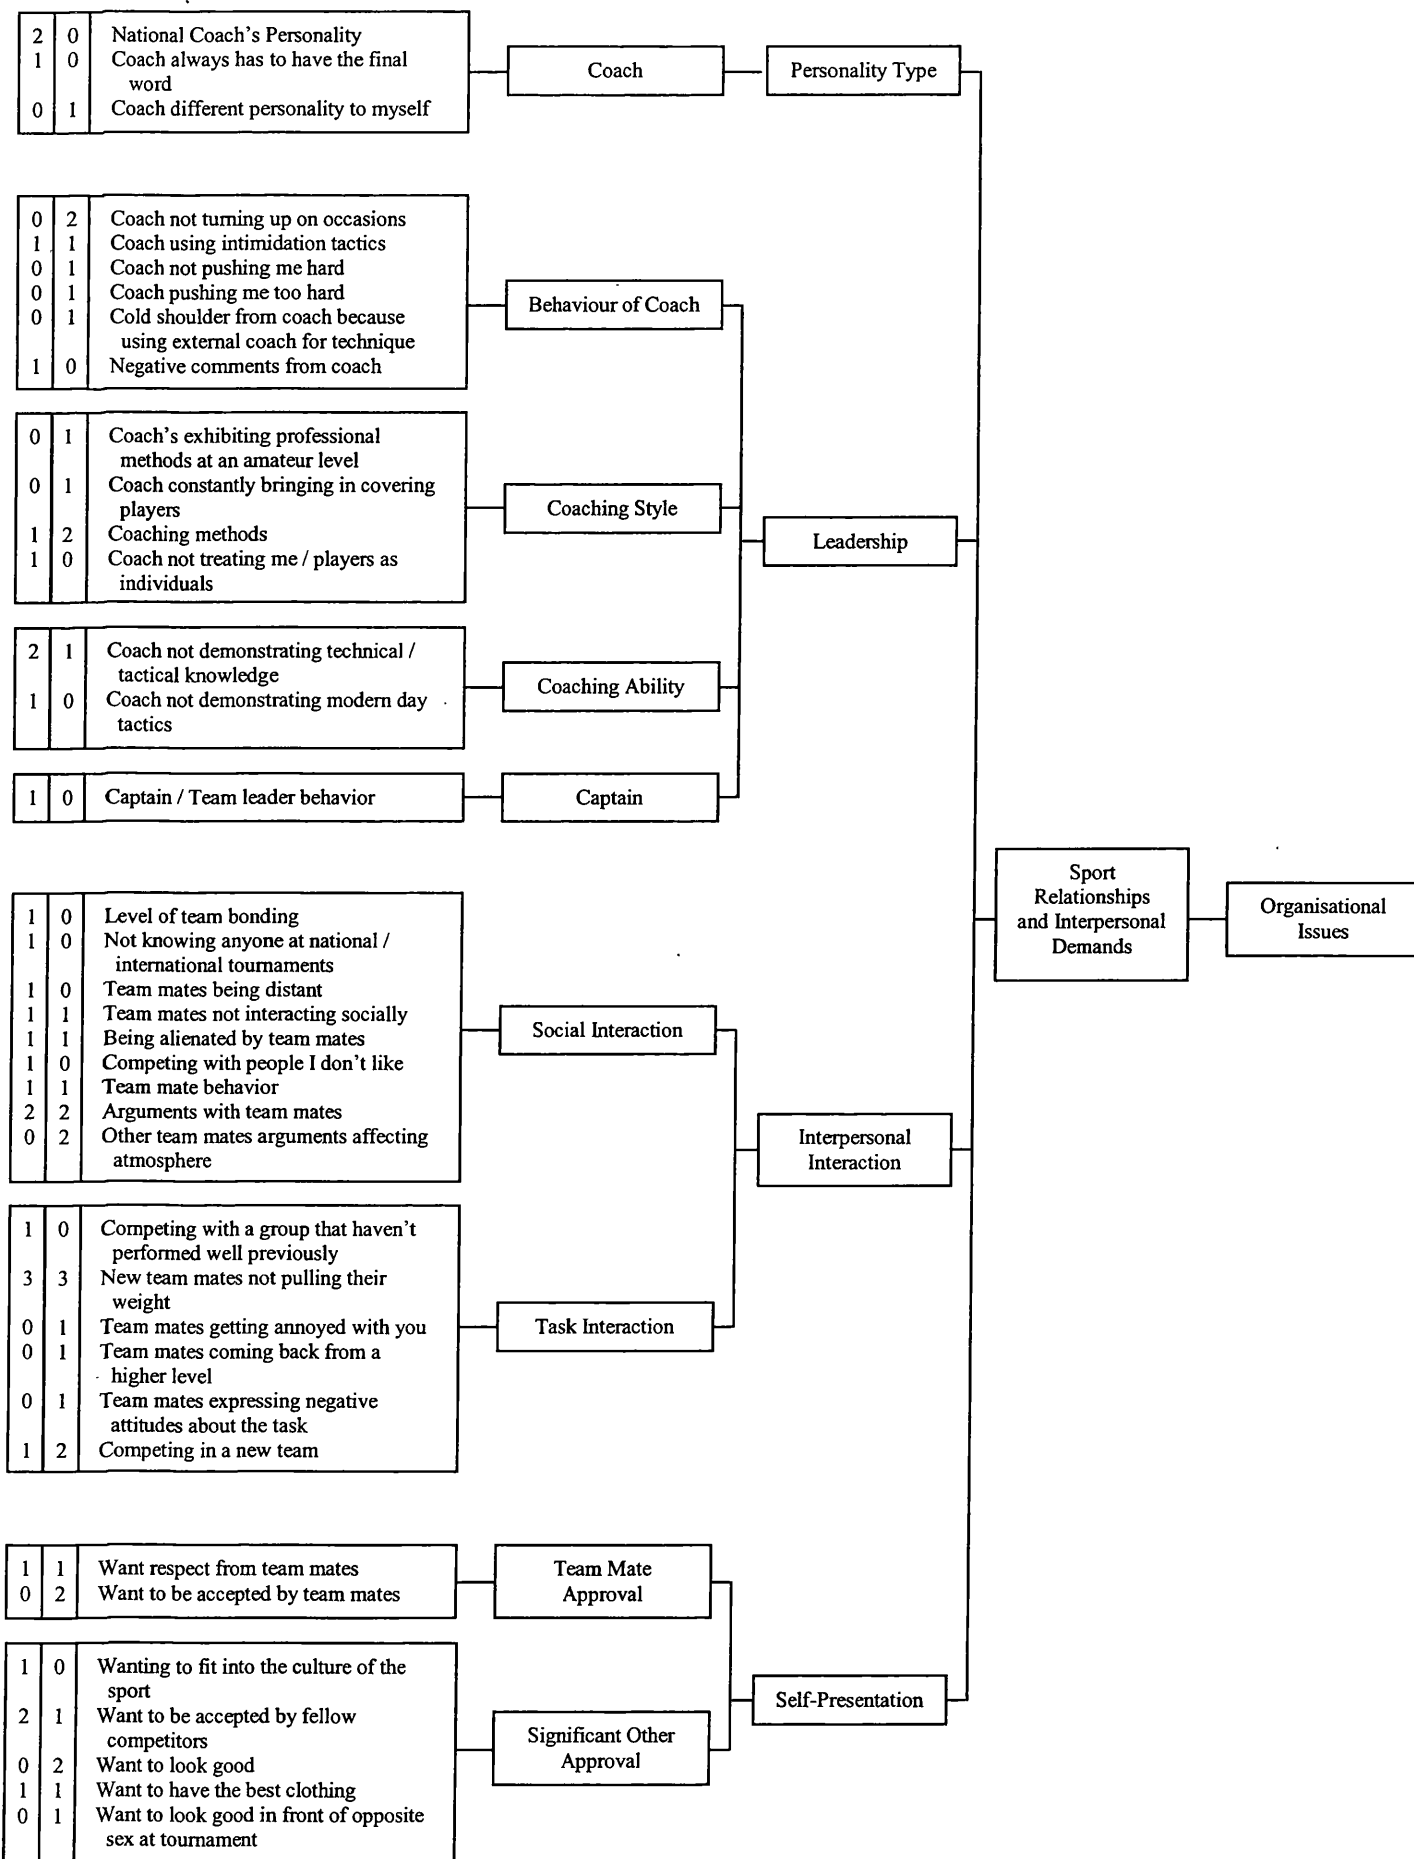 2 0 National Coach's Personality
1 0 Coach always has to have the final
word
0 1 Coach different personality to myself
Coach
Personality Type
0 2 Coach not turning up on occasions
1 1 Coach using intimidation tactics
0 1 Coach not pushing me hard
0 1 Coach pushing me too hard
0 1 Cold shoulder from coach because
using external coach for technique
1 0 Negative comments from coach
Behaviour of Coach
0 1 Coach's exhibiting professional
methods at an amateur level
0 1 Coach constantly bringing in covering
players
1 2 Coaching methods
1 0 Coach not treating me / players as
individuals
Coaching Style
Leadership
2 1 Coach not demonstrating technical /
tactical knowledge
1 0 Coach not demonstrating modern day
tactics
Coaching Ability
1 0 Captain / Team leader behavior
Captain
Sport
Relationships
and Interpersonal
Demands
Organisational
Issues
1 0 Level of team bonding
1 0 Not knowing anyone at national /
international tournaments
1 0 Team mates being distant
1 1 Team mates not interacting socially
1 1 Being alienated by team mates
1 0 Competing with people I don't like
1 1 Team mate behavior
2 2 Arguments with team mates
0 2 Other team mates arguments affecting
atmosphere
Social Interaction
Interpersonal
Interaction
1 0 Competing with a group that haven't
performed well previously
3 3 New team mates not pulling their
weight
0 1 Team mates getting annoyed with you
0 1 Team mates coming back from a
higher level
0 1 Team mates expressing negative
attitudes about the task
1 2 Competing in a new team
Task Interaction
1 1 Want respect from team mates
0 2 Want to be accepted by team mates
Team Mate
Approval
1 0 Wanting to fit into the culture of the
sport
2 1 Want to be accepted by fellow
competitors
0 2 Want to look good
1 1 Want to have the best clothing
0 1 Want to look good in front of opposite
sex at tournament
Significant Other
Approval
Self-Presentation